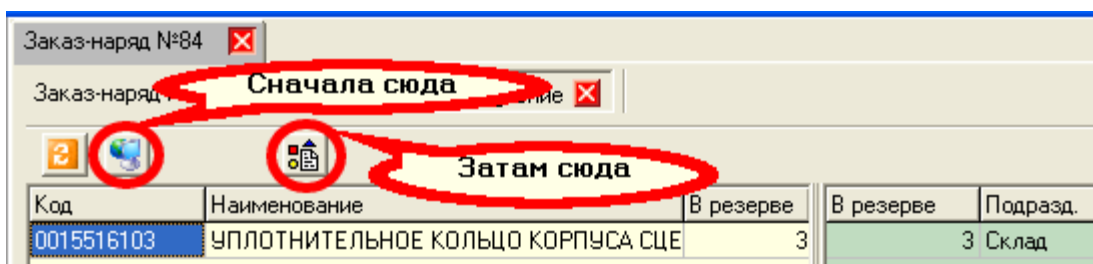 Заказ-наряд №84
Заказ-наряд
Сначала сюда
Затам сюда
Код Наименование В резерве В резерве Подразд.
0015516103 УПЛОТНИТЕЛЬНОЕ КОЛЬЦО КОРПУСА СЦЕ 3 3 Склад